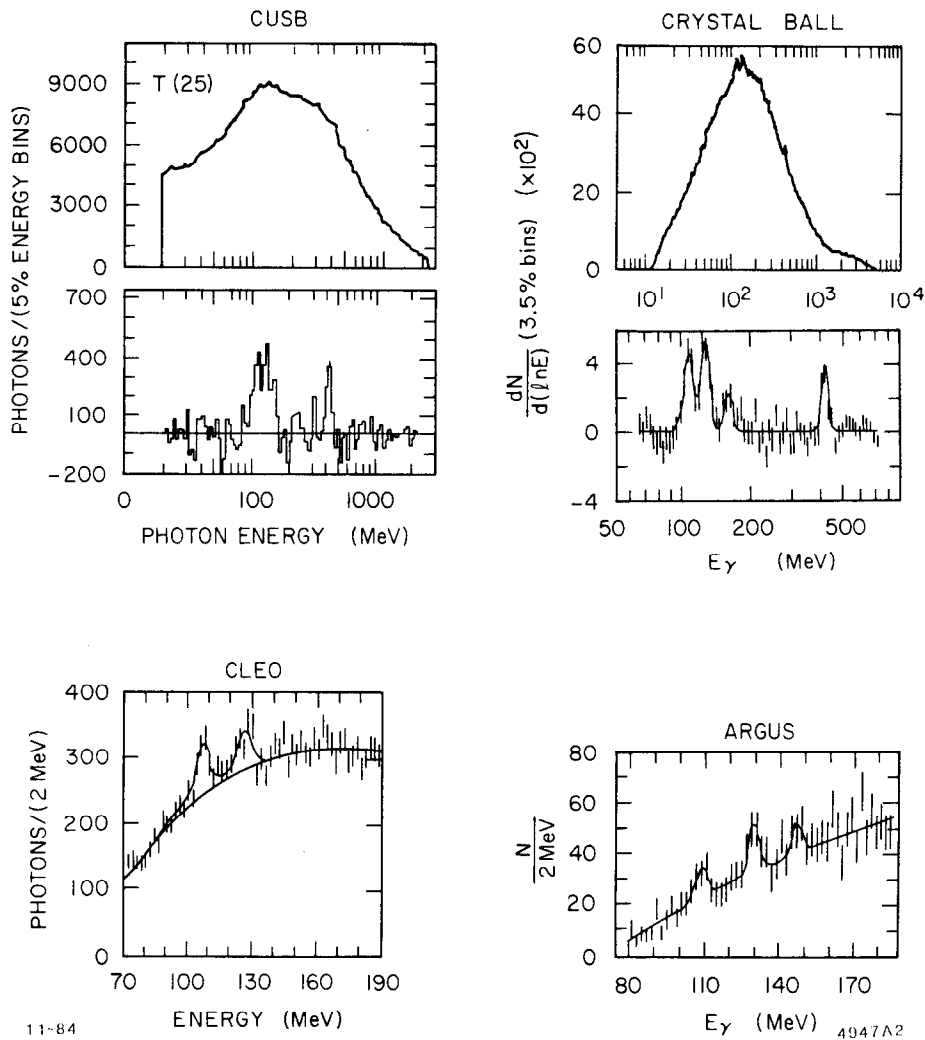 CUSB
PHOTONS/(5% ENERGY BINS)
T (2S)
9000
6000
3000
0
700
400
100
-200
0 100 1000
PHOTON ENERGY (MeV)
CRYSTAL BALL
dN/d(ℓnE) (3.5% bins) (×10²)
60
40
20
0
10¹ 10² 10³ 10⁴
4
0
-4
50 100 200 500
Eγ (MeV)
CLEO
PHOTONS/(2 MeV)
400
300
200
100
0
70 100 130 160 190
ENERGY (MeV)
ARGUS
N/2MeV
80
60
40
20
0
80 110 140 170
Eγ (MeV)
11-84
4947A2